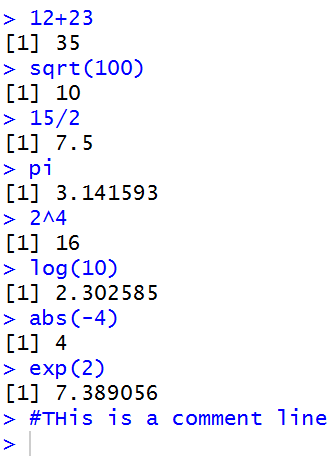 > 12+23
[1] 35
> sqrt(100)
[1] 10
> 15/2
[1] 7.5
> pi
[1] 3.141593
> 2^4
[1] 16
> log(10)
[1] 2.302585
> abs(-4)
[1] 4
> exp(2)
[1] 7.389056
> #THis is a comment line
>